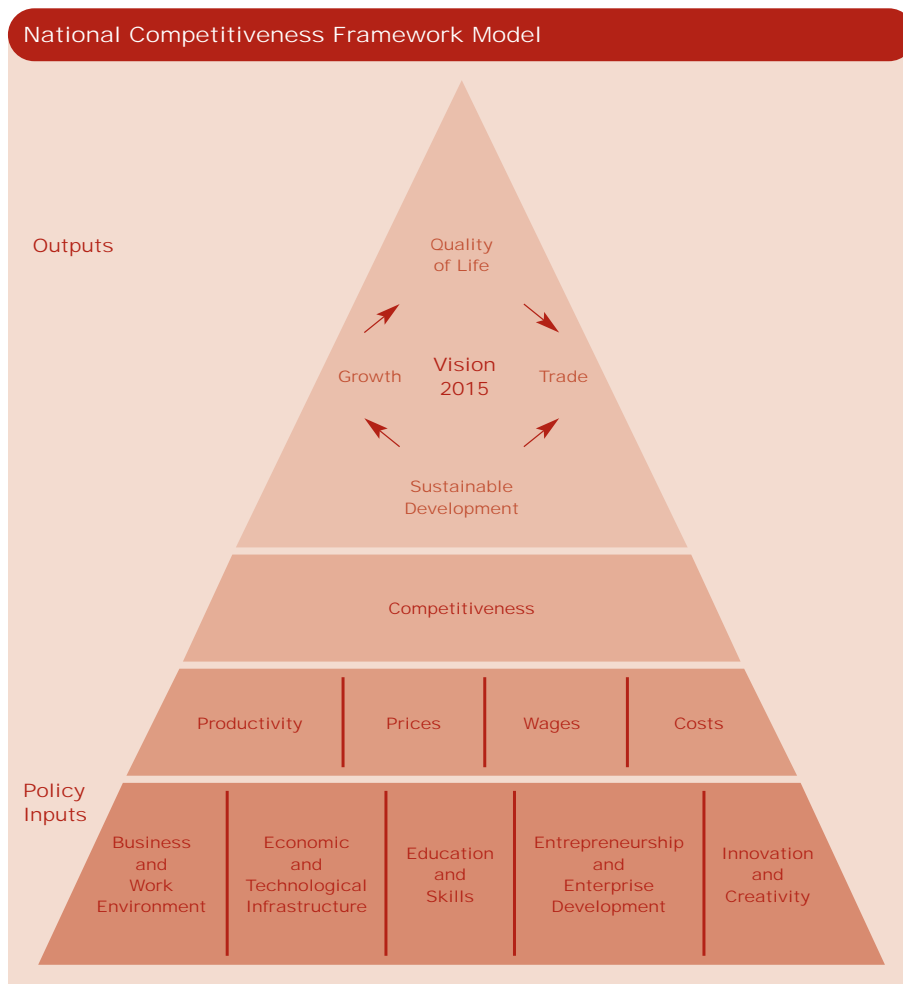 National Competitiveness Framework Model
Outputs
Quality
of Life
Growth
Vision
2015
Trade
Sustainable
Development
Competitiveness
Productivity
Prices
Wages
Costs
Policy
Inputs
Business
and
Work
Environment
Economic
and
Technological
Infrastructure
Education
and
Skills
Entrepreneurship
and
Enterprise
Development
Innovation
and
Creativity